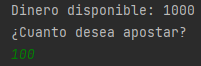 Dinero disponible: 1000
¿Cuanto desea apostar?
100